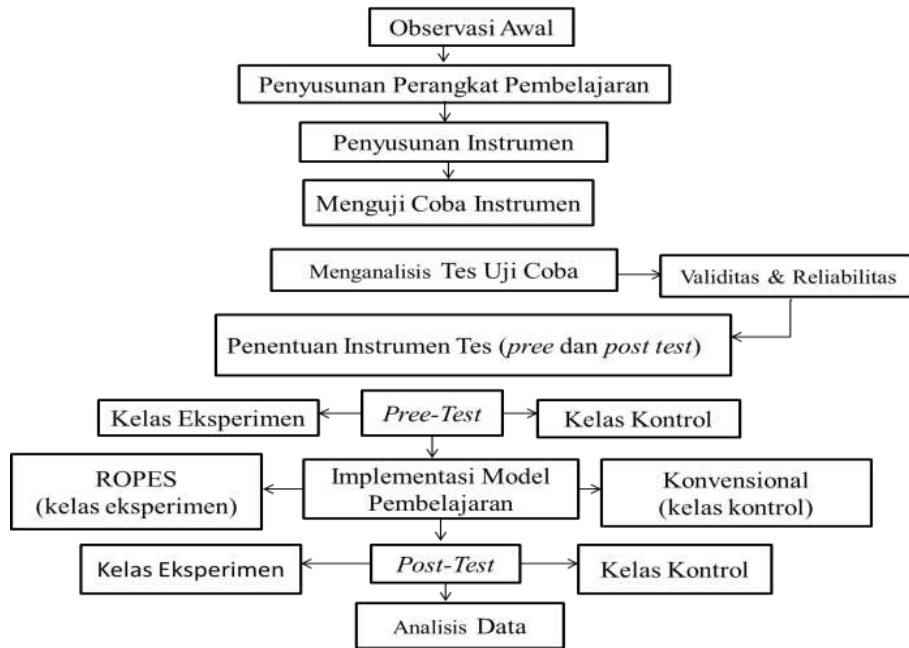 Observasi Awal
Penyusunan Perangkat Pembelajaran
Penyusunan Instrumen
Menguji Coba Instrumen
Menganalisis Tes Uji Coba
Validitas & Reliabilitas
Penentuan Instrumen Tes (pree dan post test)
Kelas Eksperimen
Pree-Test
Kelas Kontrol
ROPES
(kelas eksperimen)
Implementasi Model
Pembelajaran
Konvensional
(kelas kontrol)
Kelas Eksperimen
Post-Test
Kelas Kontrol
Analisis Data